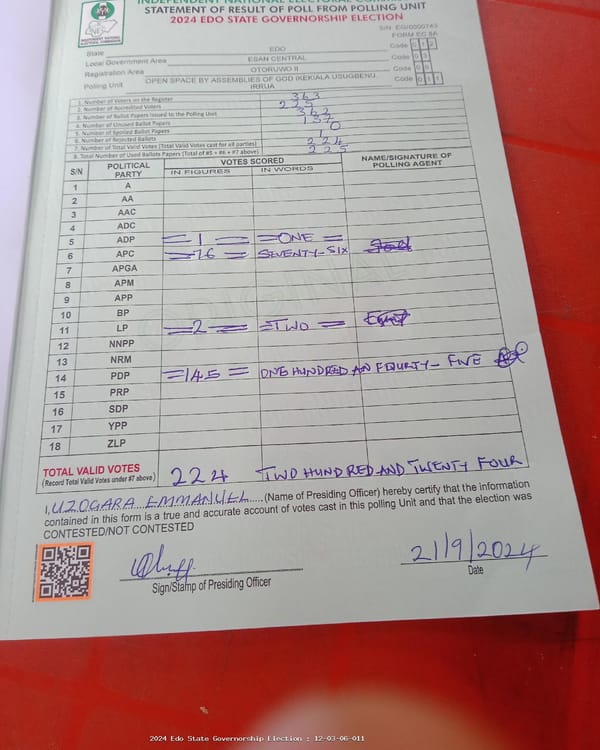 INDEPENDENT NATIONAL ELECTORAL COMMISSION
STATEMENT OF RESULT OF POLL FROM POLLING UNIT
2024 EDO STATE GOVERNORSHIP ELECTION
S/N: EG/0000743
FORM EC 8A
State EDO Code 0 1 2
Local Government Area ESAN CENTRAL Code 0 3
Registration Area OTORUWO II Code 0 6
Polling Unit OPEN SPACE BY ASSEMBLIES OF GOD IKEKIALA USUGBENU, IRRUA Code 0 1 1
1. Number of Voters on the Register 363
2. Number of Accredited Voters 225
3. Number of Ballot Papers Issued to the Polling Unit 362
4. Number of Unused Ballot Papers 137
5. Number of Spoiled Ballot Papers 0
6. Number of Rejected Ballots 1
7. Number of Total Valid Votes (Total Valid Votes cast for all parties) 224
8. Total Number of Used Ballots Papers (Total of #5 + #6 + #7 above) 225
S/N POLITICAL PARTY VOTES SCORED NAME/SIGNATURE OF POLLING AGENT
IN FIGURES IN WORDS
1 A
2 AA
3 AAC
4 ADC
5 ADP =1= =ONE=
6 APC =76= SEVENTY-SIX
7 APGA
8 APM
9 APP
10 BP
11 LP =2= =TWO=
12 NNPP
13 NRM
14 PDP =145= ONE HUNDRED AN FOURTY-FIVE
15 PRP
16 SDP
17 YPP
18 ZLP
TOTAL VALID VOTES 224 TWO HUNDRED AND TWENTY FOUR
(Record Total Valid Votes under #7 above)
I, UZOGARA EMMANUEL (Name of Presiding Officer) hereby certify that the information
contained in this form is a true and accurate account of votes cast in this polling Unit and that the election was
CONTESTED/NOT CONTESTED
21/9/2024
Sign/Stamp of Presiding Officer Date
2024 Edo State Governorship Election : 12-03-06-011